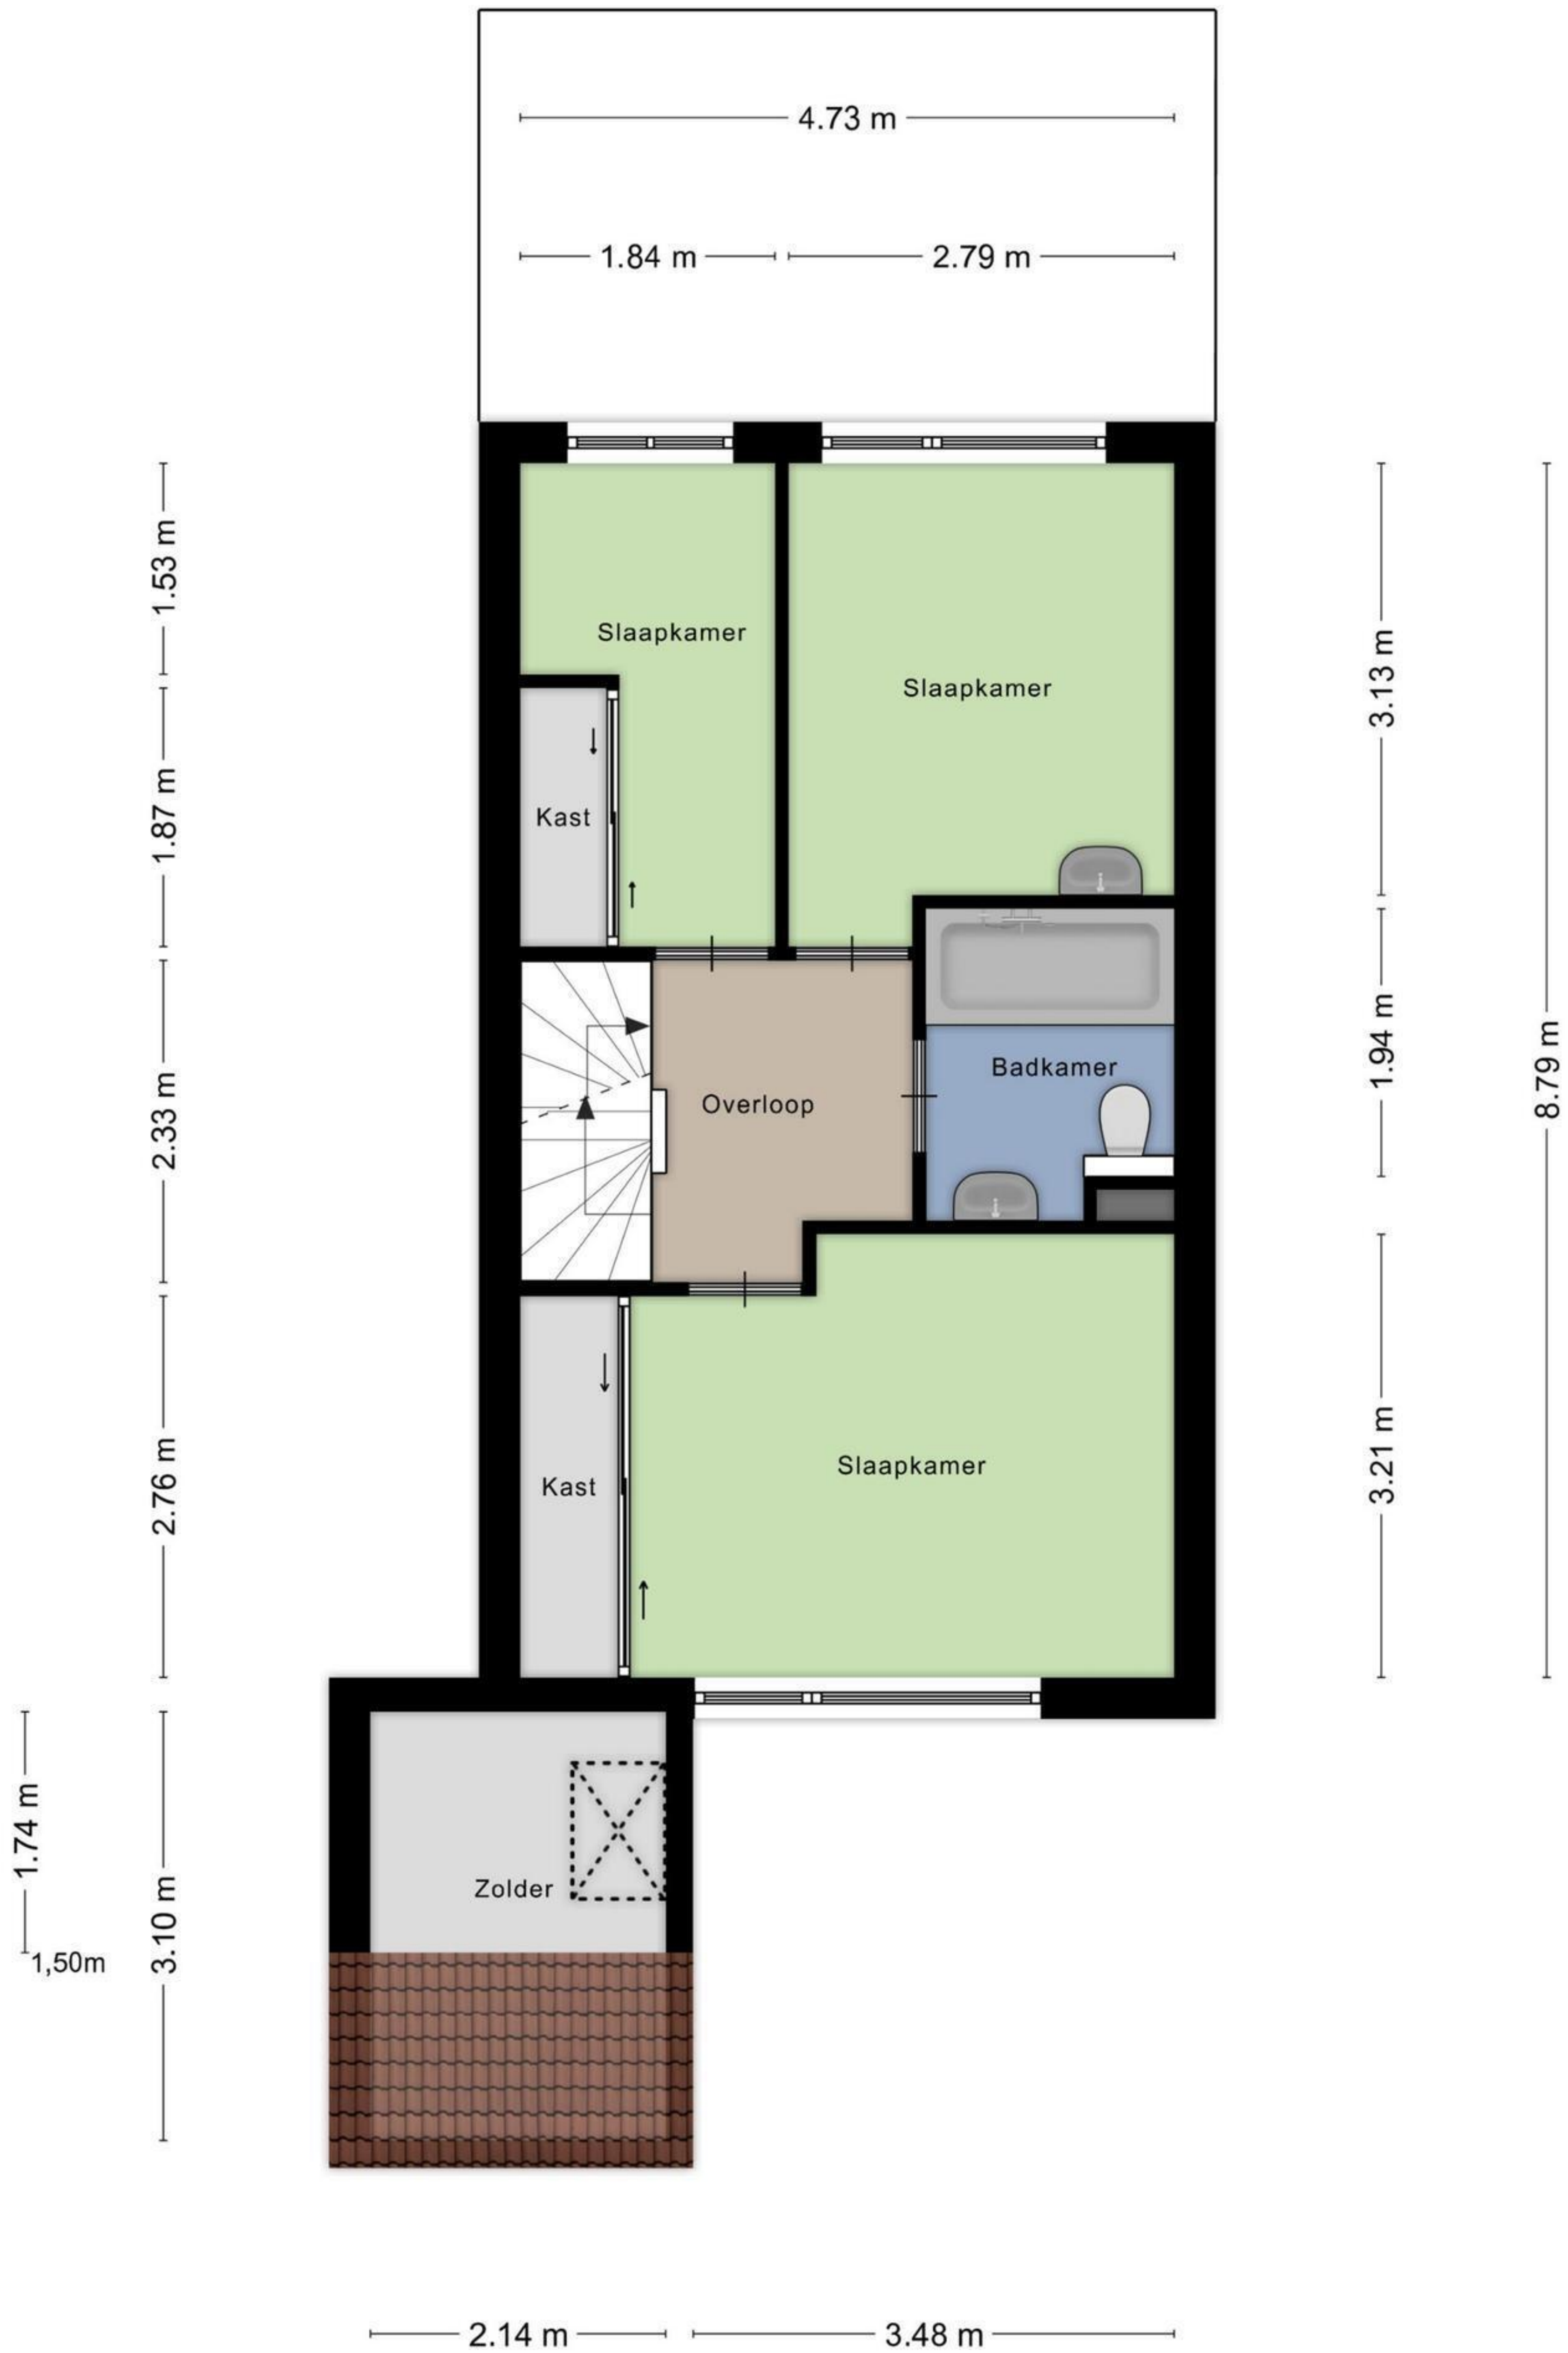 4.73 m
1.84 m
2.79 m
1.53 m
Slaapkamer
Slaapkamer
3.13 m
1.87 m
Kast
Badkamer
1.94 m
8.79 m
Overloop
2.33 m
Slaapkamer
3.21 m
Kast
2.76 m
1.74 m
Zolder
3.10 m
1,50m
2.14 m
3.48 m